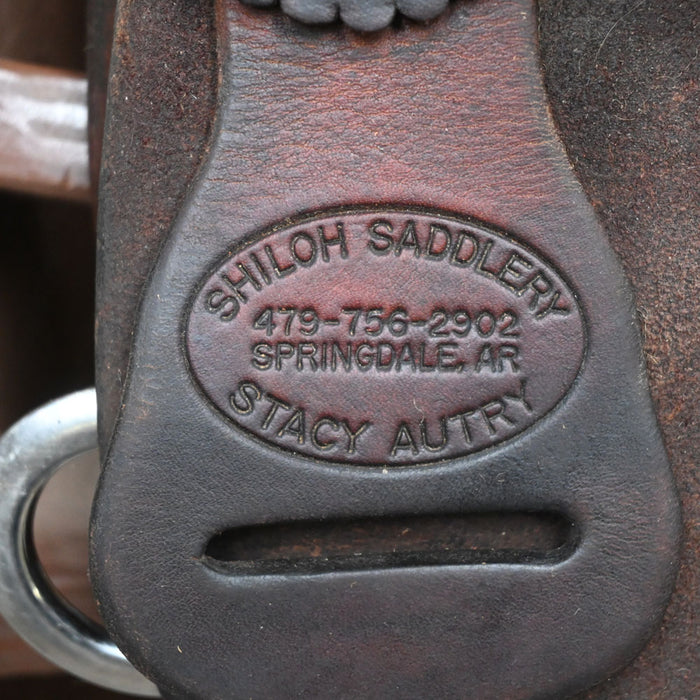 SHILOH SADDLERY
479-756-2902
SPRINGDALE, AR
STACY AUTRY